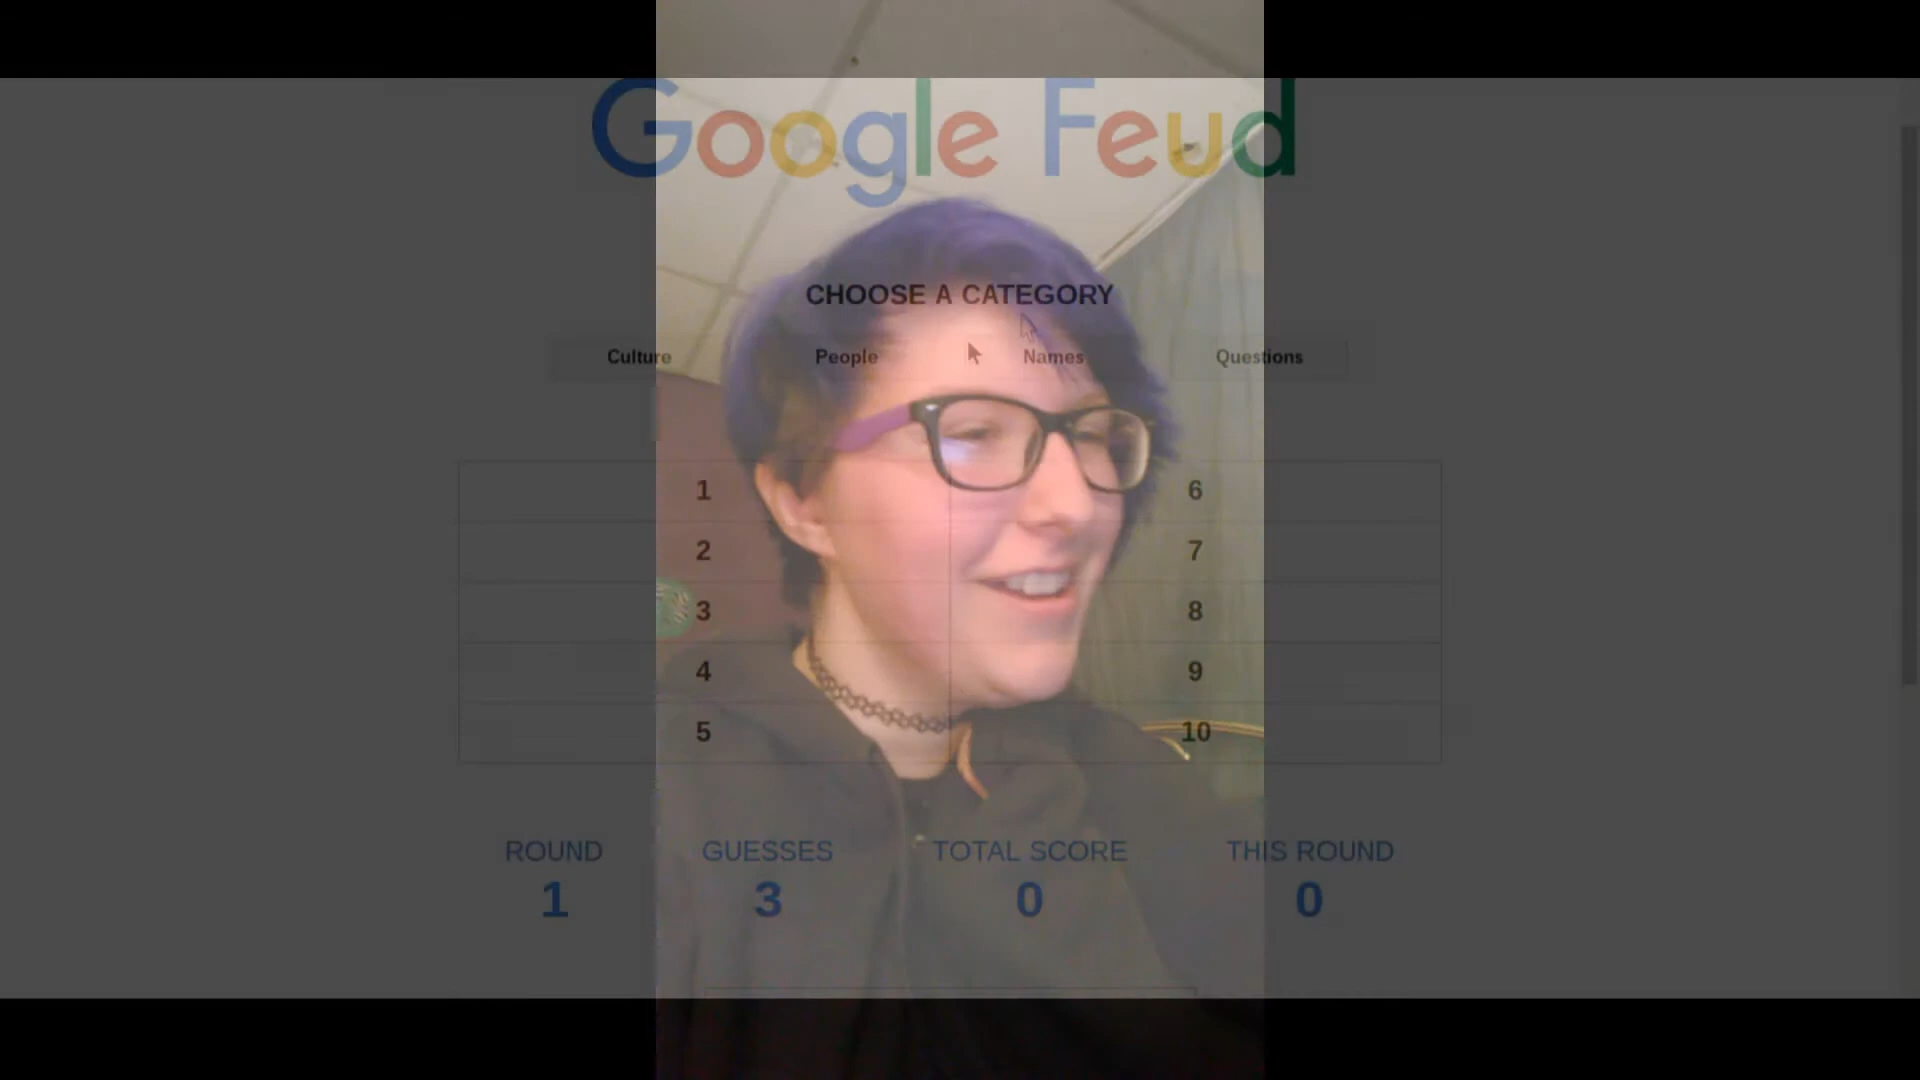 Google Feud
CHOOSE A CATEGORY
Culture People Names Questions
1 6
2 7
3 8
4 9
5 10
ROUND GUESSES TOTAL SCORE THIS ROUND
1 3 0 0